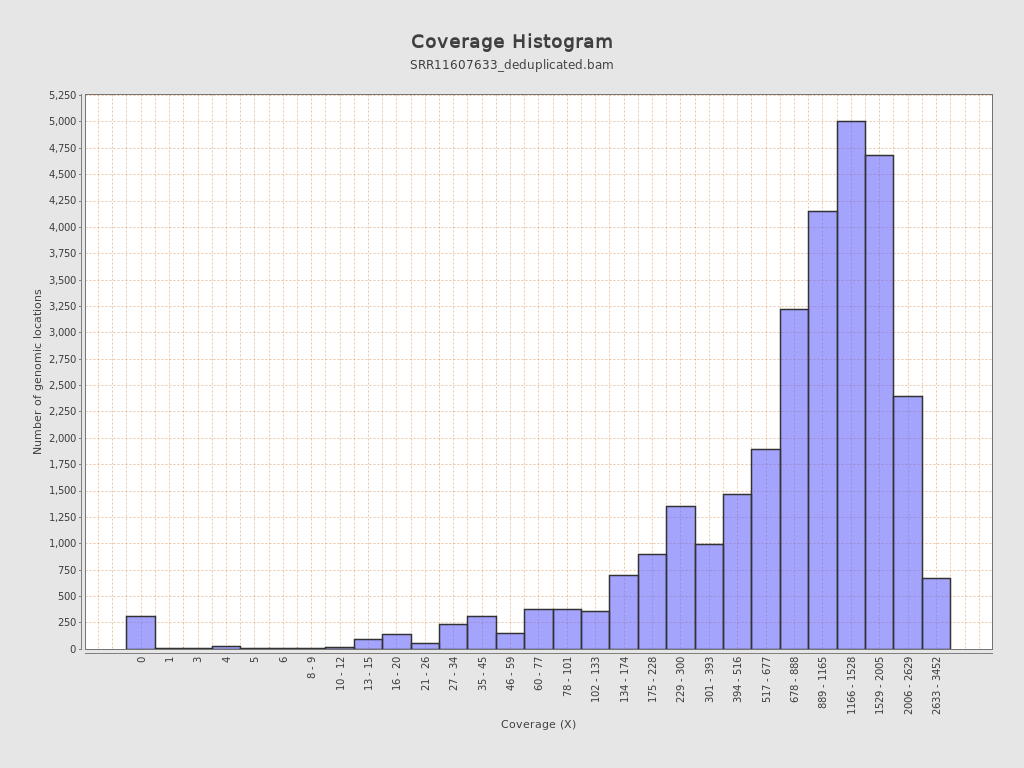 Coverage Histogram
SRR11607633_deduplicated.bam
5,250
5,000
4,750
4,500
4,250
4,000
3,750
3,500
3,250
3,000
2,750
2,500
2,250
2,000
1,750
1,500
1,250
1,000
750
500
250
0
Number of genomic locations
0
1
3
4
5
6
8 - 9
10 - 12
13 - 15
16 - 20
21 - 26
27 - 34
35 - 45
46 - 59
60 - 77
78 - 101
102 - 133
134 - 174
175 - 228
229 - 300
301 - 393
394 - 516
517 - 677
678 - 888
889 - 1165
1166 - 1528
1529 - 2005
2006 - 2629
2633 - 3452
Coverage (X)